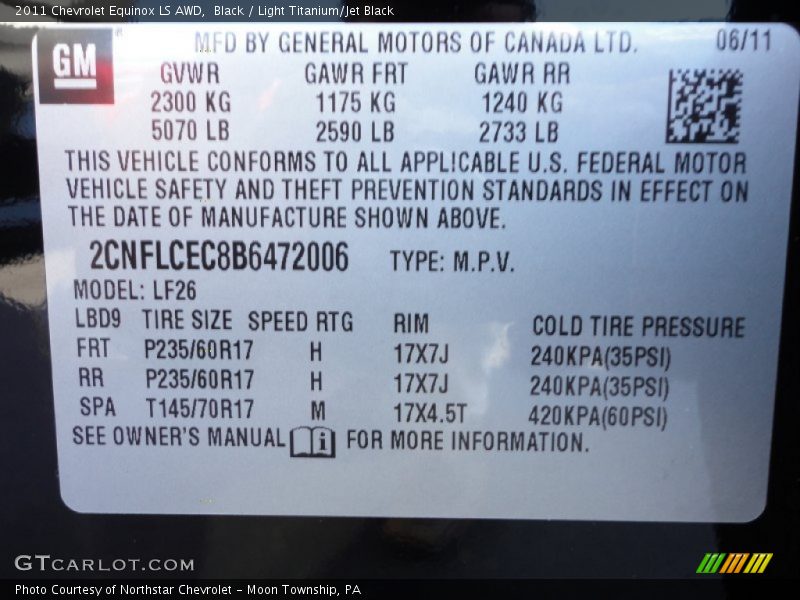 2011 Chevrolet Equinox LS AWD, Black / Light Titanium/Jet Black
GM
®
MFD BY GENERAL MOTORS OF CANADA LTD. 06/11
GVWR GAWR FRT GAWR RR
2300 KG 1175 KG 1240 KG
5070 LB 2590 LB 2733 LB
THIS VEHICLE CONFORMS TO ALL APPLICABLE U.S. FEDERAL MOTOR
VEHICLE SAFETY AND THEFT PREVENTION STANDARDS IN EFFECT ON
THE DATE OF MANUFACTURE SHOWN ABOVE.
2CNFLCEC8B6472006 TYPE: M.P.V.
MODEL: LF26
LBD9 TIRE SIZE SPEED RTG RIM COLD TIRE PRESSURE
FRT P235/60R17 H 17X7J 240KPA(35PSI)
RR P235/60R17 H 17X7J 240KPA(35PSI)
SPA T145/70R17 M 17X4.5T 420KPA(60PSI)
SEE OWNER'S MANUAL i FOR MORE INFORMATION.
GTCARLOT.COM
Photo Courtesy of Northstar Chevrolet - Moon Township, PA